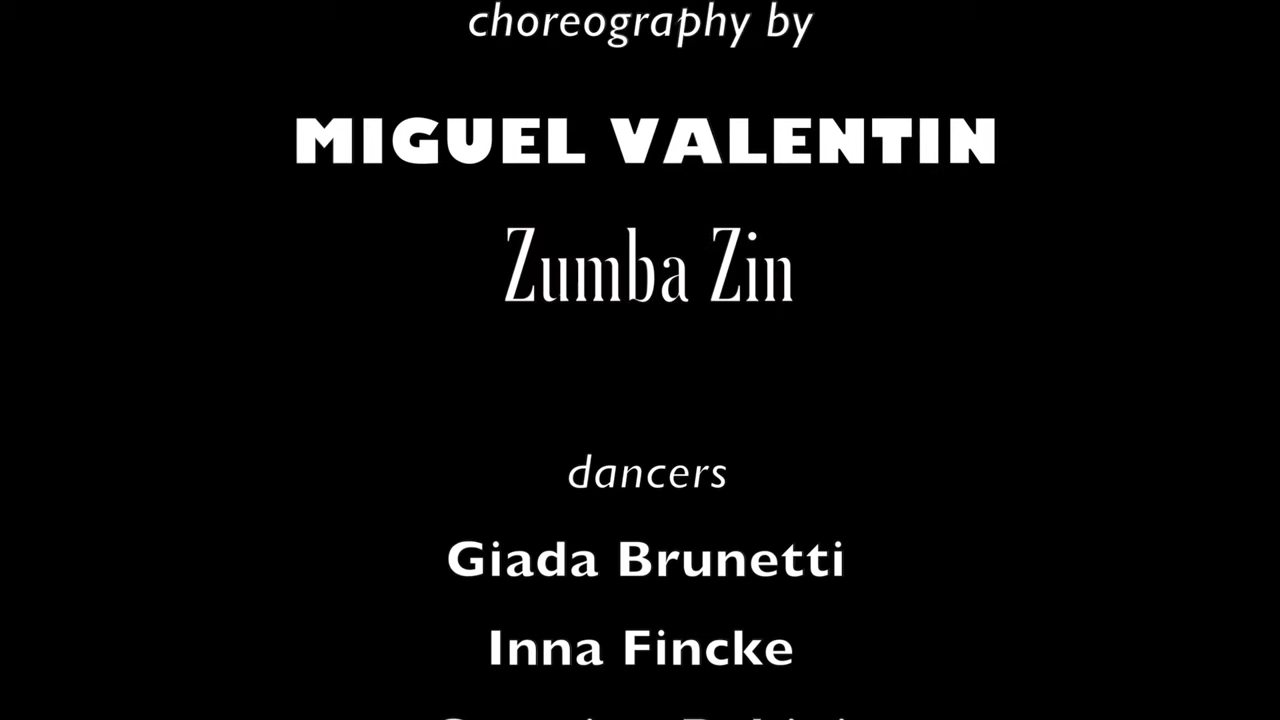 choreography by
MIGUEL VALENTIN
Zumba Zin
dancers
Giada Brunetti
Inna Fincke